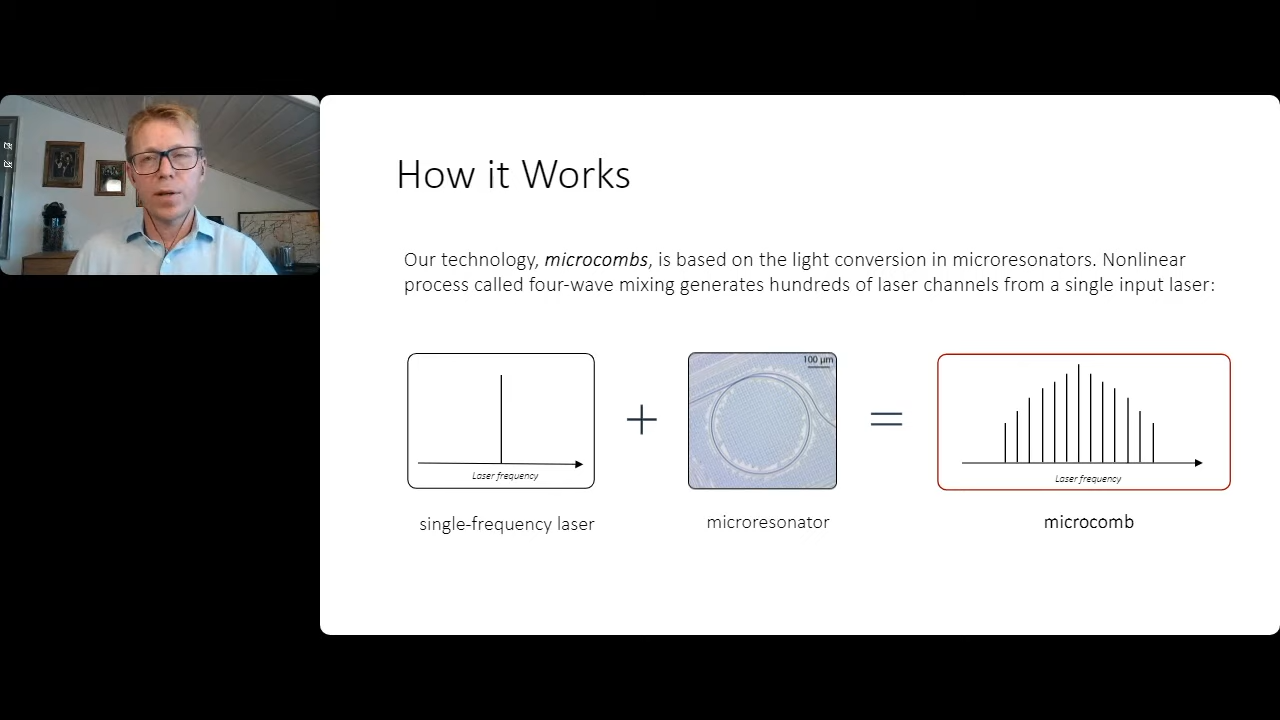 How it Works
Our technology, microcombs, is based on the light conversion in microresonators. Nonlinear
process called four-wave mixing generates hundreds of laser channels from a single input laser:
Laser frequency
100 µm
Laser frequency
single-frequency laser
microresonator
microcomb